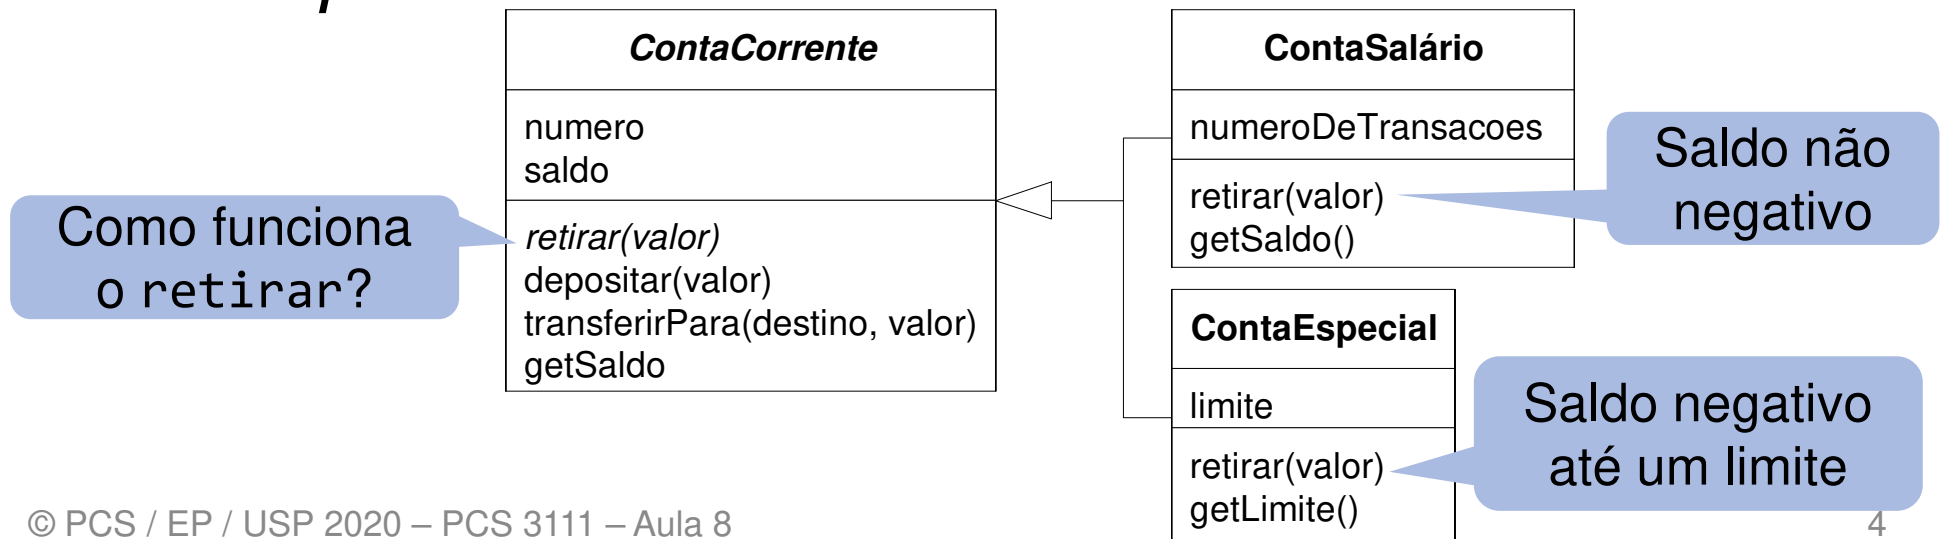 ContaCorrente
numero
saldo
retirar(valor)
depositar(valor)
transferirPara(destino, valor)
getSaldo
Como funciona
o retirar?
ContaSalário
numeroDeTransacoes
retirar(valor)
getSaldo()
Saldo não
negativo
ContaEspecial
limite
retirar(valor)
getLimite()
Saldo negativo
até um limite
© PCS / EP / USP 2020 – PCS 3111 – Aula 8
4